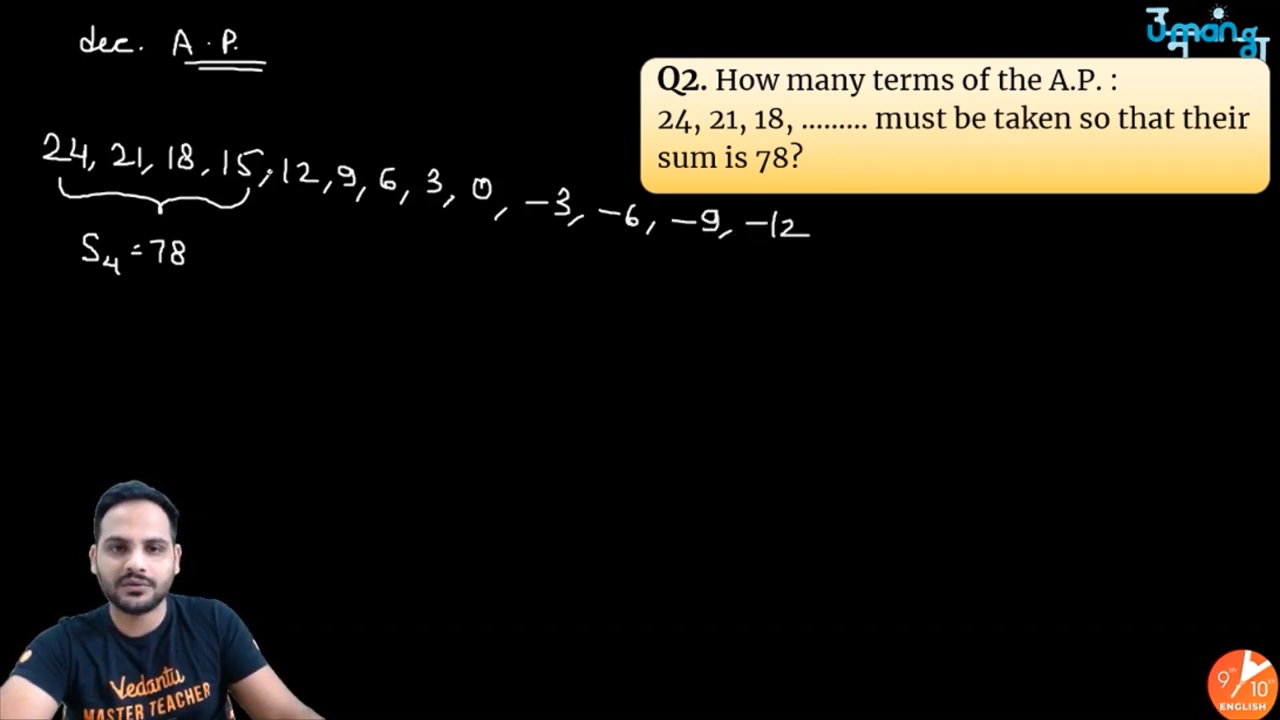 dec. A.P.
उमंग
Umang
Q2. How many terms of the A.P. :
24, 21, 18, ......... must be taken so that their
sum is 78?
24, 21, 18, 15, 12, 9, 6, 3, 0, -3, -6, -9, -12
S₄ = 78
Vedantu
MASTER TEACHER
9th/10th
ENGLISH